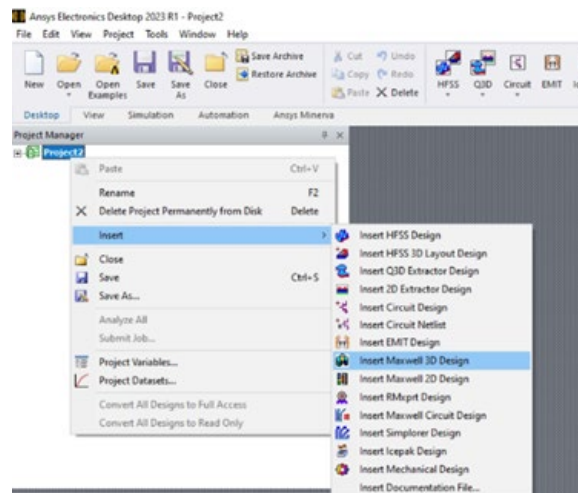 Ansys Electronics Desktop 2023 R1 - Project2
File Edit View Project Tools Window Help
New Open Open Examples Save Save As Close Save Archive Restore Archive Cut Copy Paste Undo Redo Delete HFSS Q3D Circuit EMIT
Desktop View Simulation Automation Ansys Minerva
Project Manager
Project2
Paste Ctrl-V
Rename F2
Delete Project Permanently from Disk Delete
Insert
Close
Save Ctrl-S
Save As...
Analyze All
Submit Job...
Project Variables...
Project Datasets...
Convert All Designs to Full Access
Convert All Designs to Read Only
Insert HFSS Design
Insert HFSS 3D Layout Design
Insert Q3D Extractor Design
Insert 2D Extractor Design
Insert Circuit Design
Insert Circuit Netlist
Insert EMIT Design
Insert Maxwell 3D Design
Insert Maxwell 2D Design
Insert RMxprt Design
Insert Maxwell Circuit Design
Insert Simplorer Design
Insert Icepak Design
Insert Mechanical Design
Insert Documentation File...